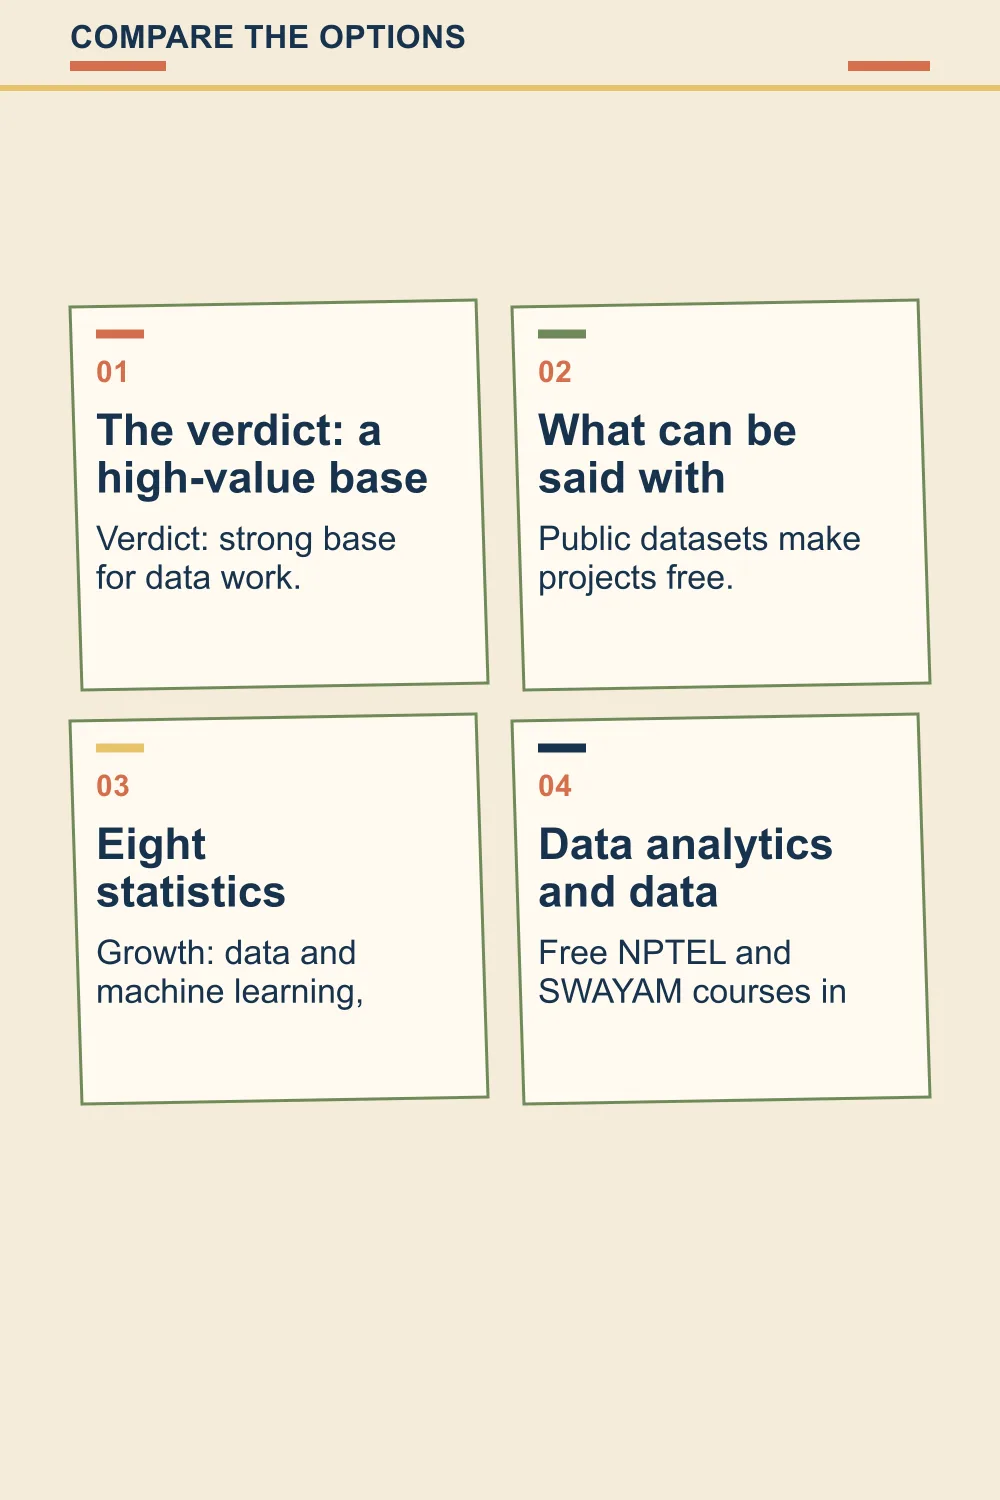 COMPARE THE OPTIONS
01
The verdict: a
high-value base
Verdict: strong base
for data work.
02
What can be
said with
Public datasets make
projects free.
03
Eight
statistics
Growth: data and
machine learning,
04
Data analytics
and data
Free NPTEL and
SWAYAM courses in